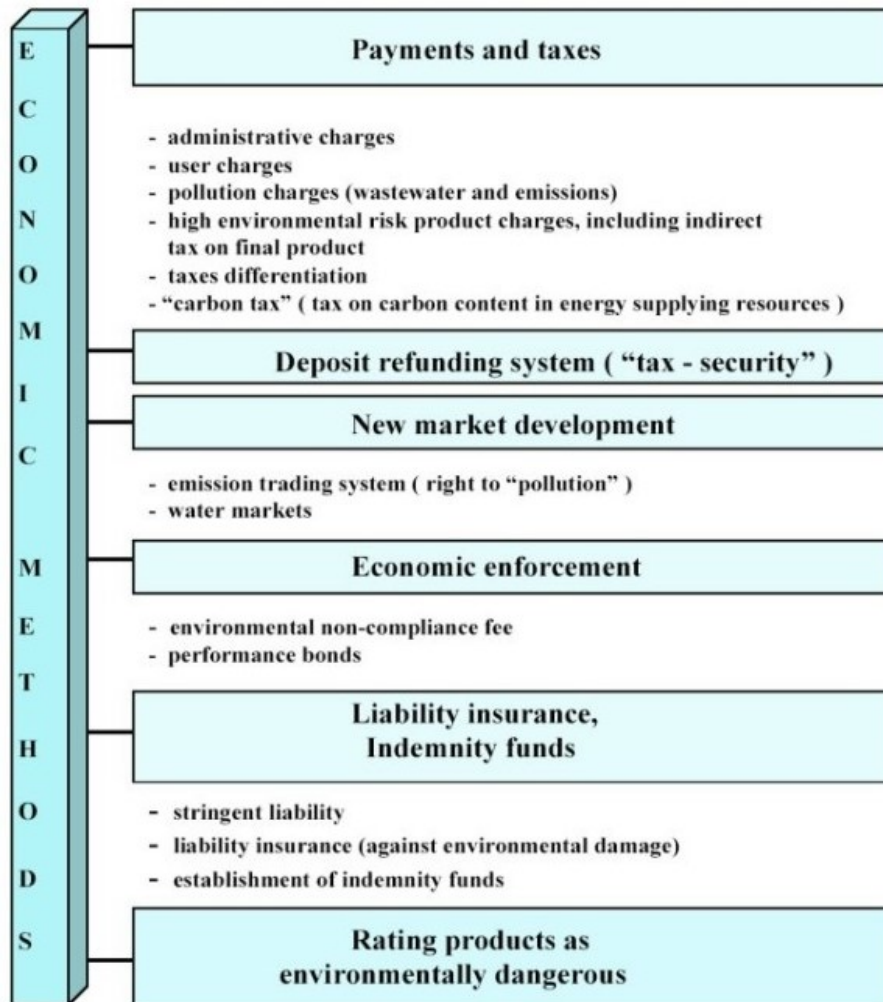 ECONOMIC METHODS
Payments and taxes
- administrative charges
- user charges
- pollution charges (wastewater and emissions)
- high environmental risk product charges, including indirect
tax on final product
- taxes differentiation
- “carbon tax” ( tax on carbon content in energy supplying resources )
Deposit refunding system ( “tax - security” )
New market development
- emission trading system ( right to “pollution” )
- water markets
Economic enforcement
- environmental non-compliance fee
- performance bonds
Liability insurance,
Indemnity funds
- stringent liability
- liability insurance (against environmental damage)
- establishment of indemnity funds
Rating products as
environmentally dangerous